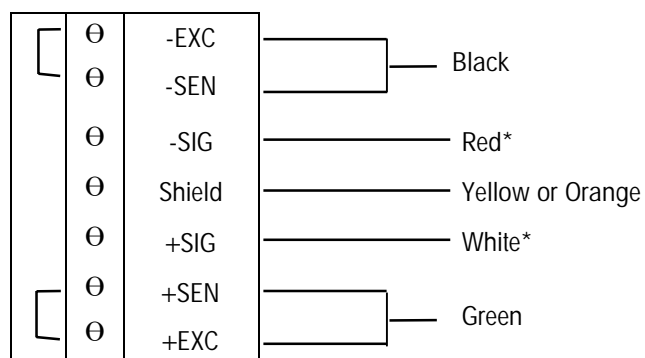 -EXC
Black
-SEN
-SIG
Red*
Shield
Yellow or Orange
+SIG
White*
+SEN
Green
+EXC